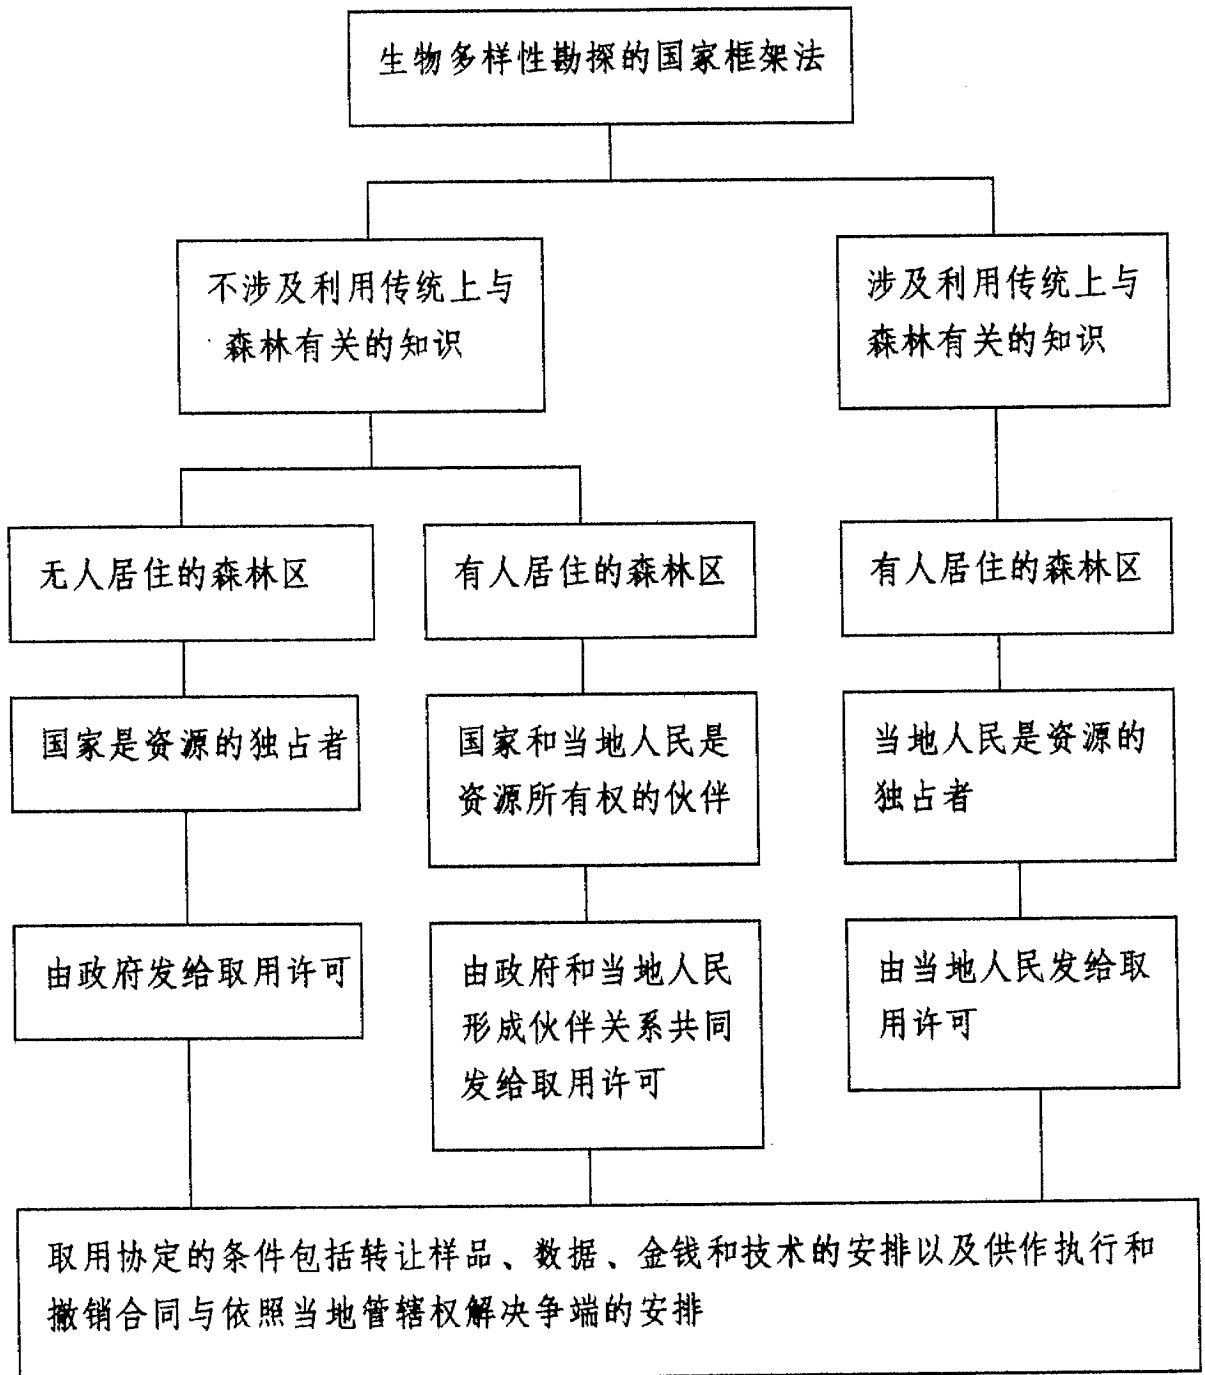 生物多样性勘探的国家框架法
不涉及利用传统上与
森林有关的知识
涉及利用传统上与
森林有关的知识
无人居住的森林区
有人居住的森林区
有人居住的森林区
国家是资源的独占者
国家和当地人民是
资源所有权的伙伴
当地人民是资源的
独占者
由政府发给取用许可
由政府和当地人民
形成伙伴关系共同
发给取用许可
由当地人民发给取
用许可
取用协定的条件包括转让样品、数据、金钱和技术的安排以及供作执行和
撤销合同与依照当地管辖权解决争端的安排